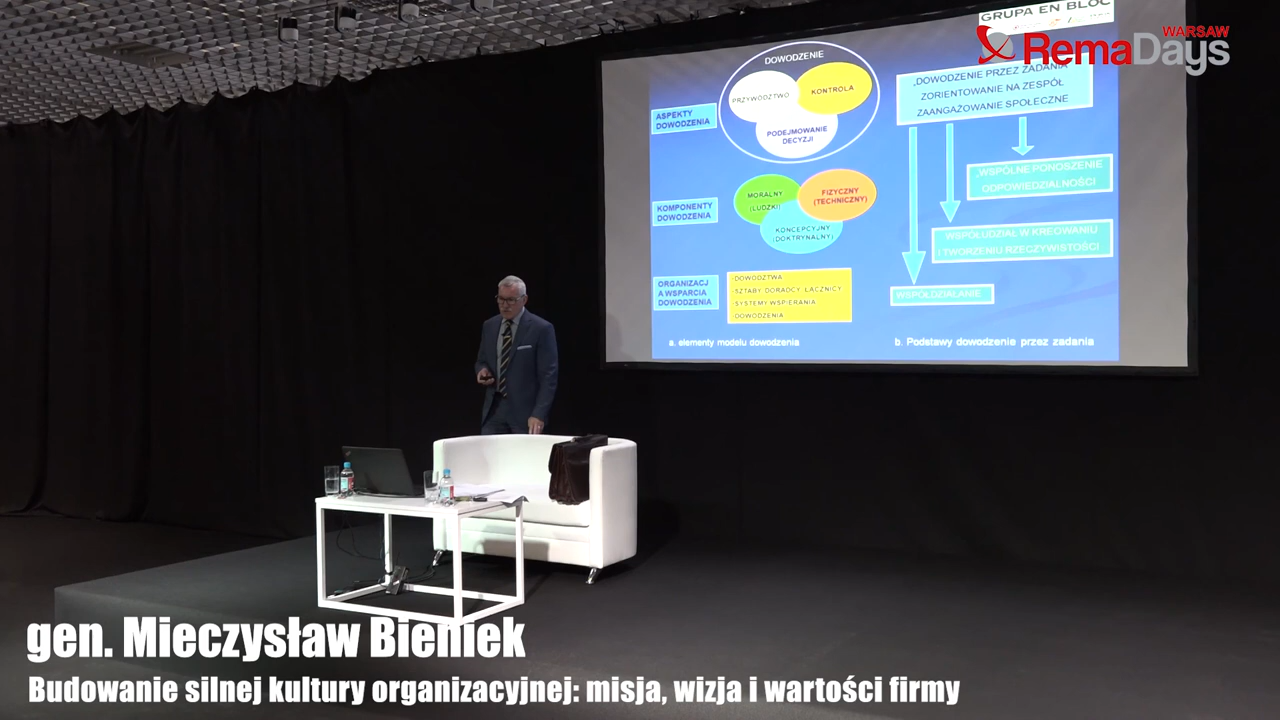 GRUPA EN BLOC
WARSAW
RemaDays
DOWODZENIE
PRZYWÓDZTWO
KONTROLA
PODEJMOWANIE
DECYZJI
ASPEKTY
DOWODZENIA
MORALNY
(LUDZKI)
FIZYCZNY
(TECHNICZNY)
KONCEPCYJNY
(DOKTRYNALNY)
KOMPONENTY
DOWODZENIA
ORGANIZACJ
A WSPARCIA
DOWODZENIA
-DOWÓDZTWA
-SZTABY, DORADCY, ŁĄCZNICY
-SYSTEMY WSPIERANIA
-DOWODZENIA
a. elementy modelu dowodzenia
„DOWODZENIE PRZEZ ZADANIA
ZORIENTOWANIE NA ZESPÓŁ
ZAANGAŻOWANIE SPOŁECZNE
„WSPÓLNE PONOSZENIE
ODPOWIEDZIALNOŚCI
WSPÓŁUDZIAŁ W KREOWANIU
I TWORZENIU RZECZYWISTOŚCI
WSPÓŁDZIAŁANIE
b. Podstawy dowodzenie przez zadania
gen. Mieczysław Bieniek
Budowanie silnej kultury organizacyjnej: misja, wizja i wartości firmy